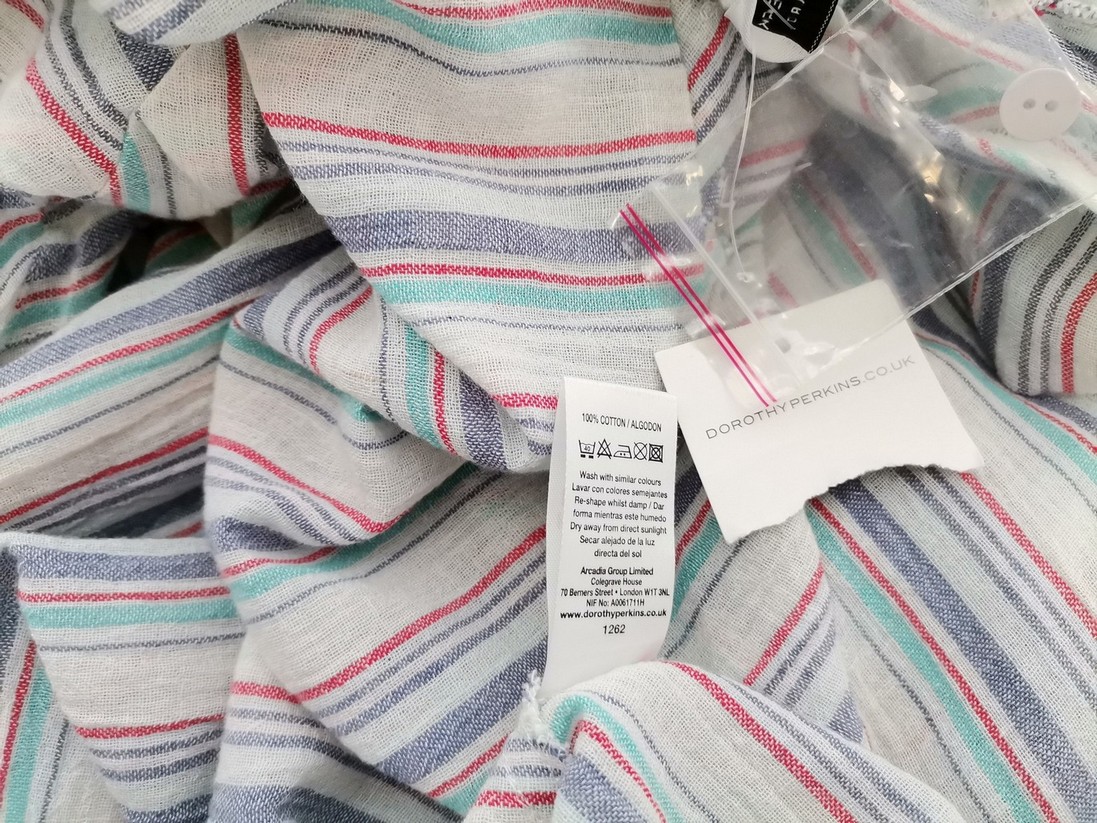 DOROTHYPERKINS.CO.UK
100% COTTON / ALGODON
40
Wash with similar colours
Lavar con colores semejantes
Re-shape whilst damp / Dar
forma mientras este humedo
Dry away from direct sunlight
Secar alejado de la luz
directa del sol
Arcadia Group Limited
Colegrave House
70 Berners Street • London W1T 3NL
NIF No: A0061711H
www.dorothyperkins.co.uk
1262